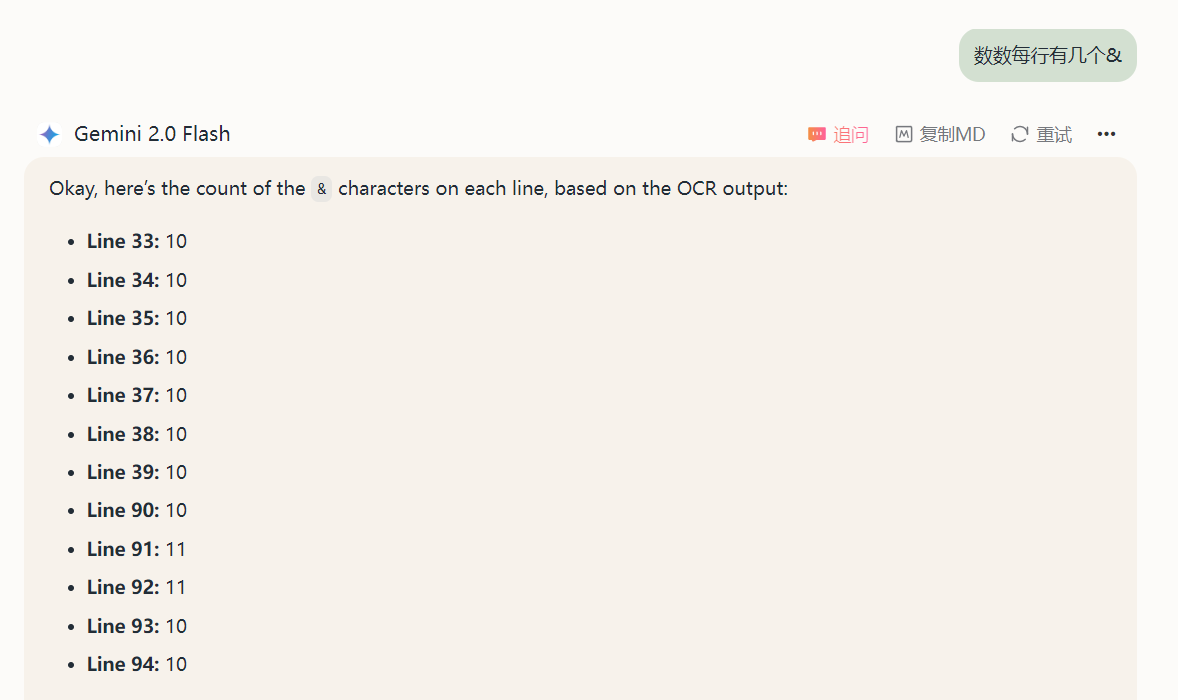 数数每行有几个&
Gemini 2.0 Flash
追问 复制MD 重试
Okay, here’s the count of the & characters on each line, based on the OCR output:
• Line 33: 10
• Line 34: 10
• Line 35: 10
• Line 36: 10
• Line 37: 10
• Line 38: 10
• Line 39: 10
• Line 90: 10
• Line 91: 11
• Line 92: 11
• Line 93: 10
• Line 94: 10